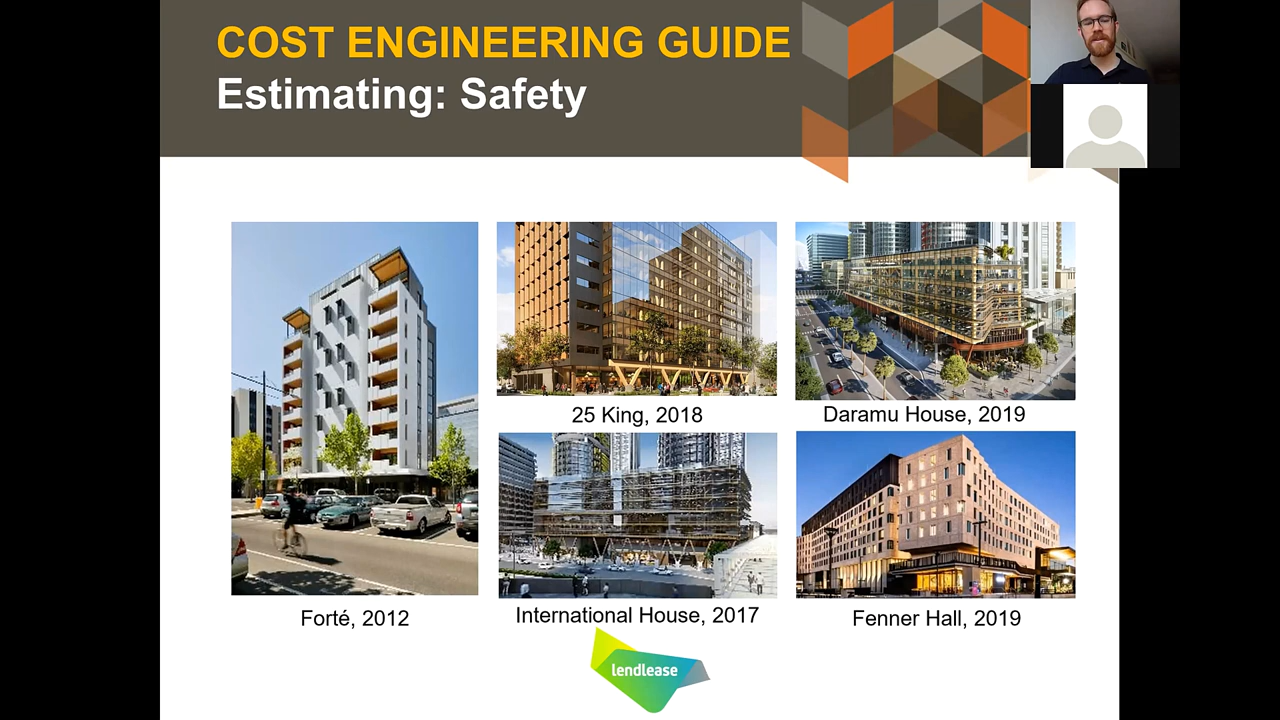 COST ENGINEERING GUIDE
Estimating: Safety
25 King, 2018
Daramu House, 2019
Forté, 2012
International House, 2017
Fenner Hall, 2019
lendlease